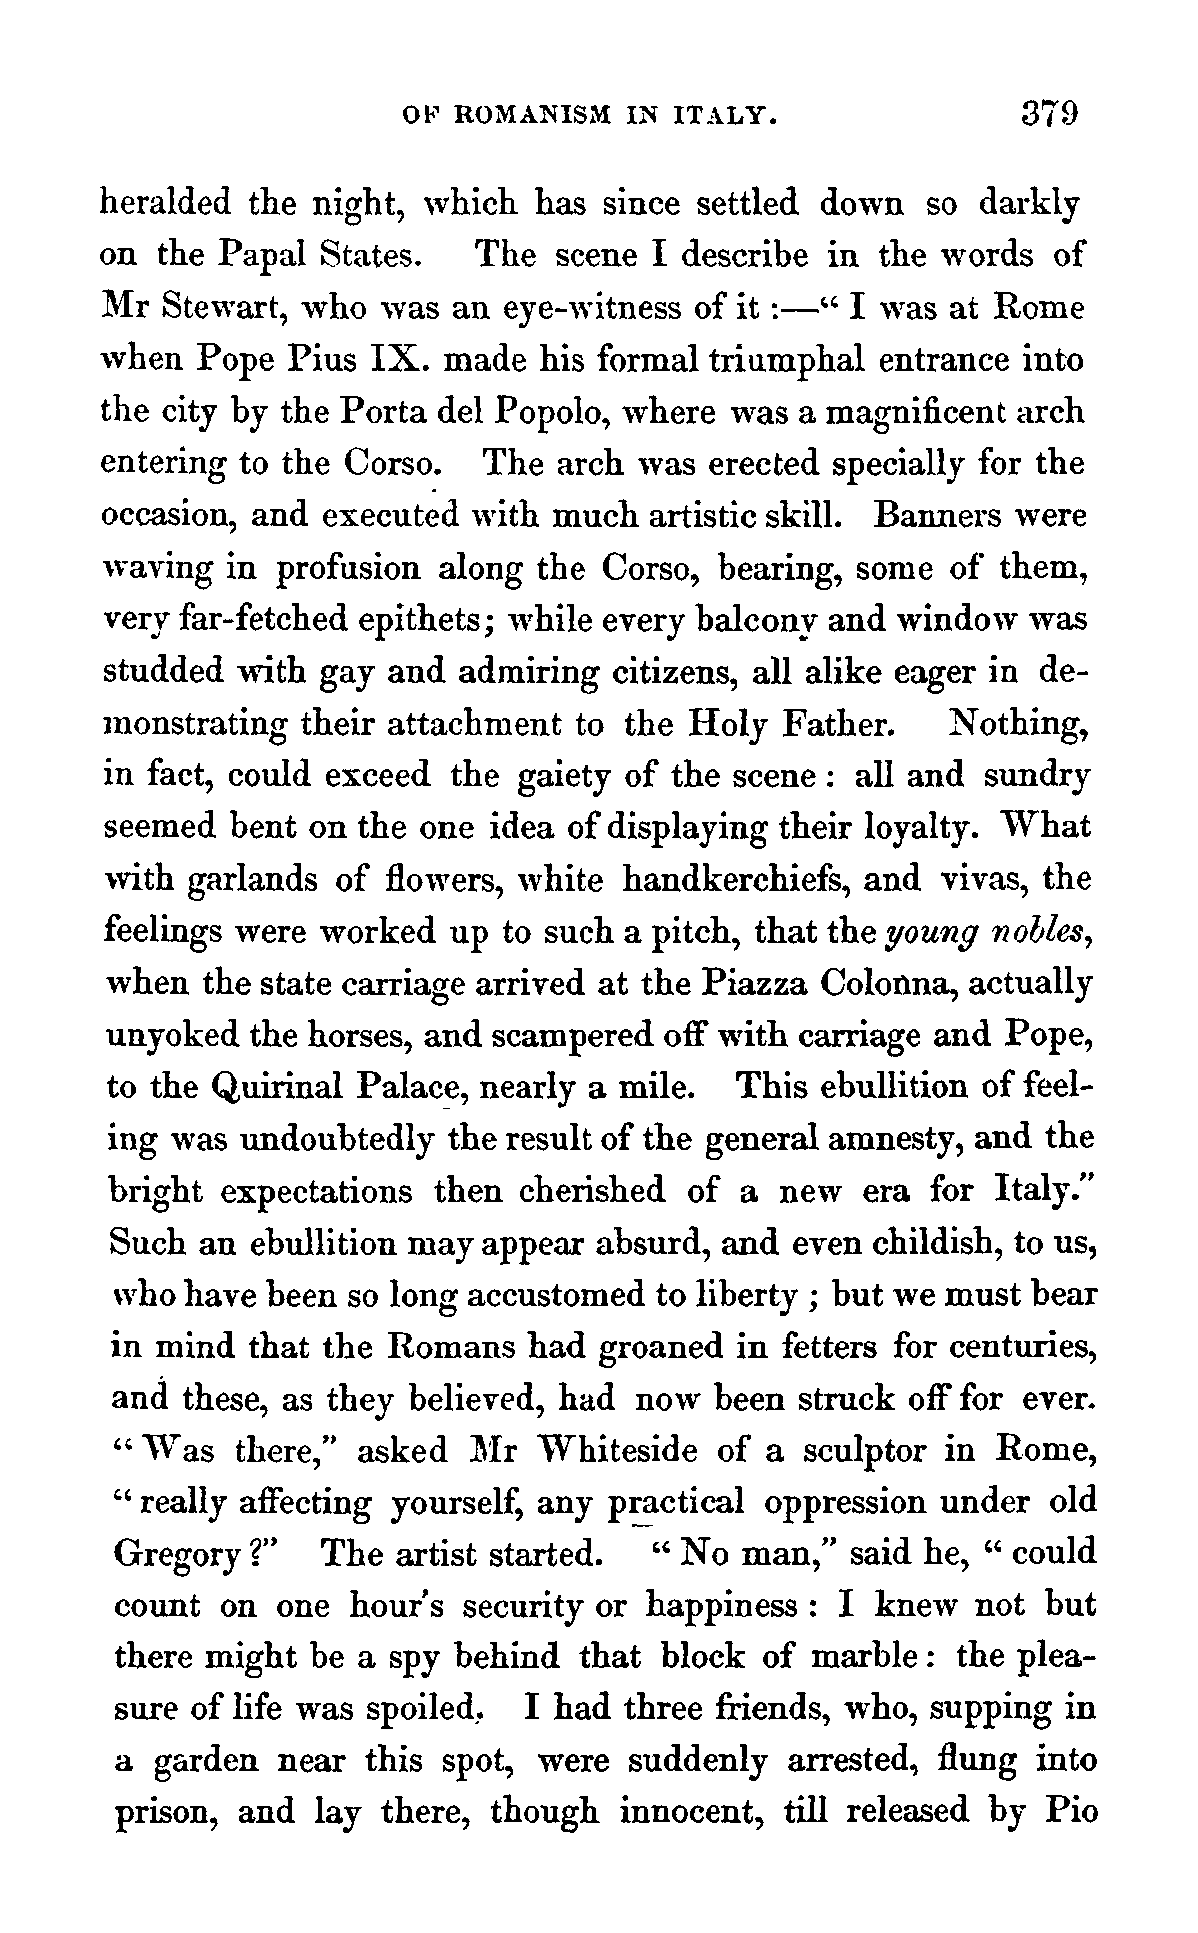 OF ROMANISM IN ITALY. 379
heralded the night, which has since settled down so darkly
on the Papal States. The scene I describe in the words of
Mr Stewart, who was an eye-witness of it :—“ I was at Rome
when Pope Pius IX. made his formal triumphal entrance into
the city by the Porta del Popolo, where was a magnificent arch
entering to the Corso. The arch was erected specially for the
occasion, and executed with much artistic skill. Banners were
waving in profusion along the Corso, bearing, some of them,
very far-fetched epithets; while every balcony and window was
studded with gay and admiring citizens, all alike eager in de-
monstrating their attachment to the Holy Father. Nothing,
in fact, could exceed the gaiety of the scene : all and sundry
seemed bent on the one idea of displaying their loyalty. What
with garlands of flowers, white handkerchiefs, and vivas, the
feelings were worked up to such a pitch, that the young nobles,
when the state carriage arrived at the Piazza Colonna, actually
unyoked the horses, and scampered off with carriage and Pope,
to the Quirinal Palace, nearly a mile. This ebullition of feel-
ing was undoubtedly the result of the general amnesty, and the
bright expectations then cherished of a new era for Italy.”
Such an ebullition may appear absurd, and even childish, to us,
who have been so long accustomed to liberty ; but we must bear
in mind that the Romans had groaned in fetters for centuries,
and these, as they believed, had now been struck off for ever.
“ Was there,” asked Mr Whiteside of a sculptor in Rome,
“ really affecting yourself, any practical oppression under old
Gregory ?” The artist started. “ No man,” said he, “ could
count on one hour's security or happiness : I knew not but
there might be a spy behind that block of marble : the plea-
sure of life was spoiled. I had three friends, who, supping in
a garden near this spot, were suddenly arrested, flung into
prison, and lay there, though innocent, till released by Pio